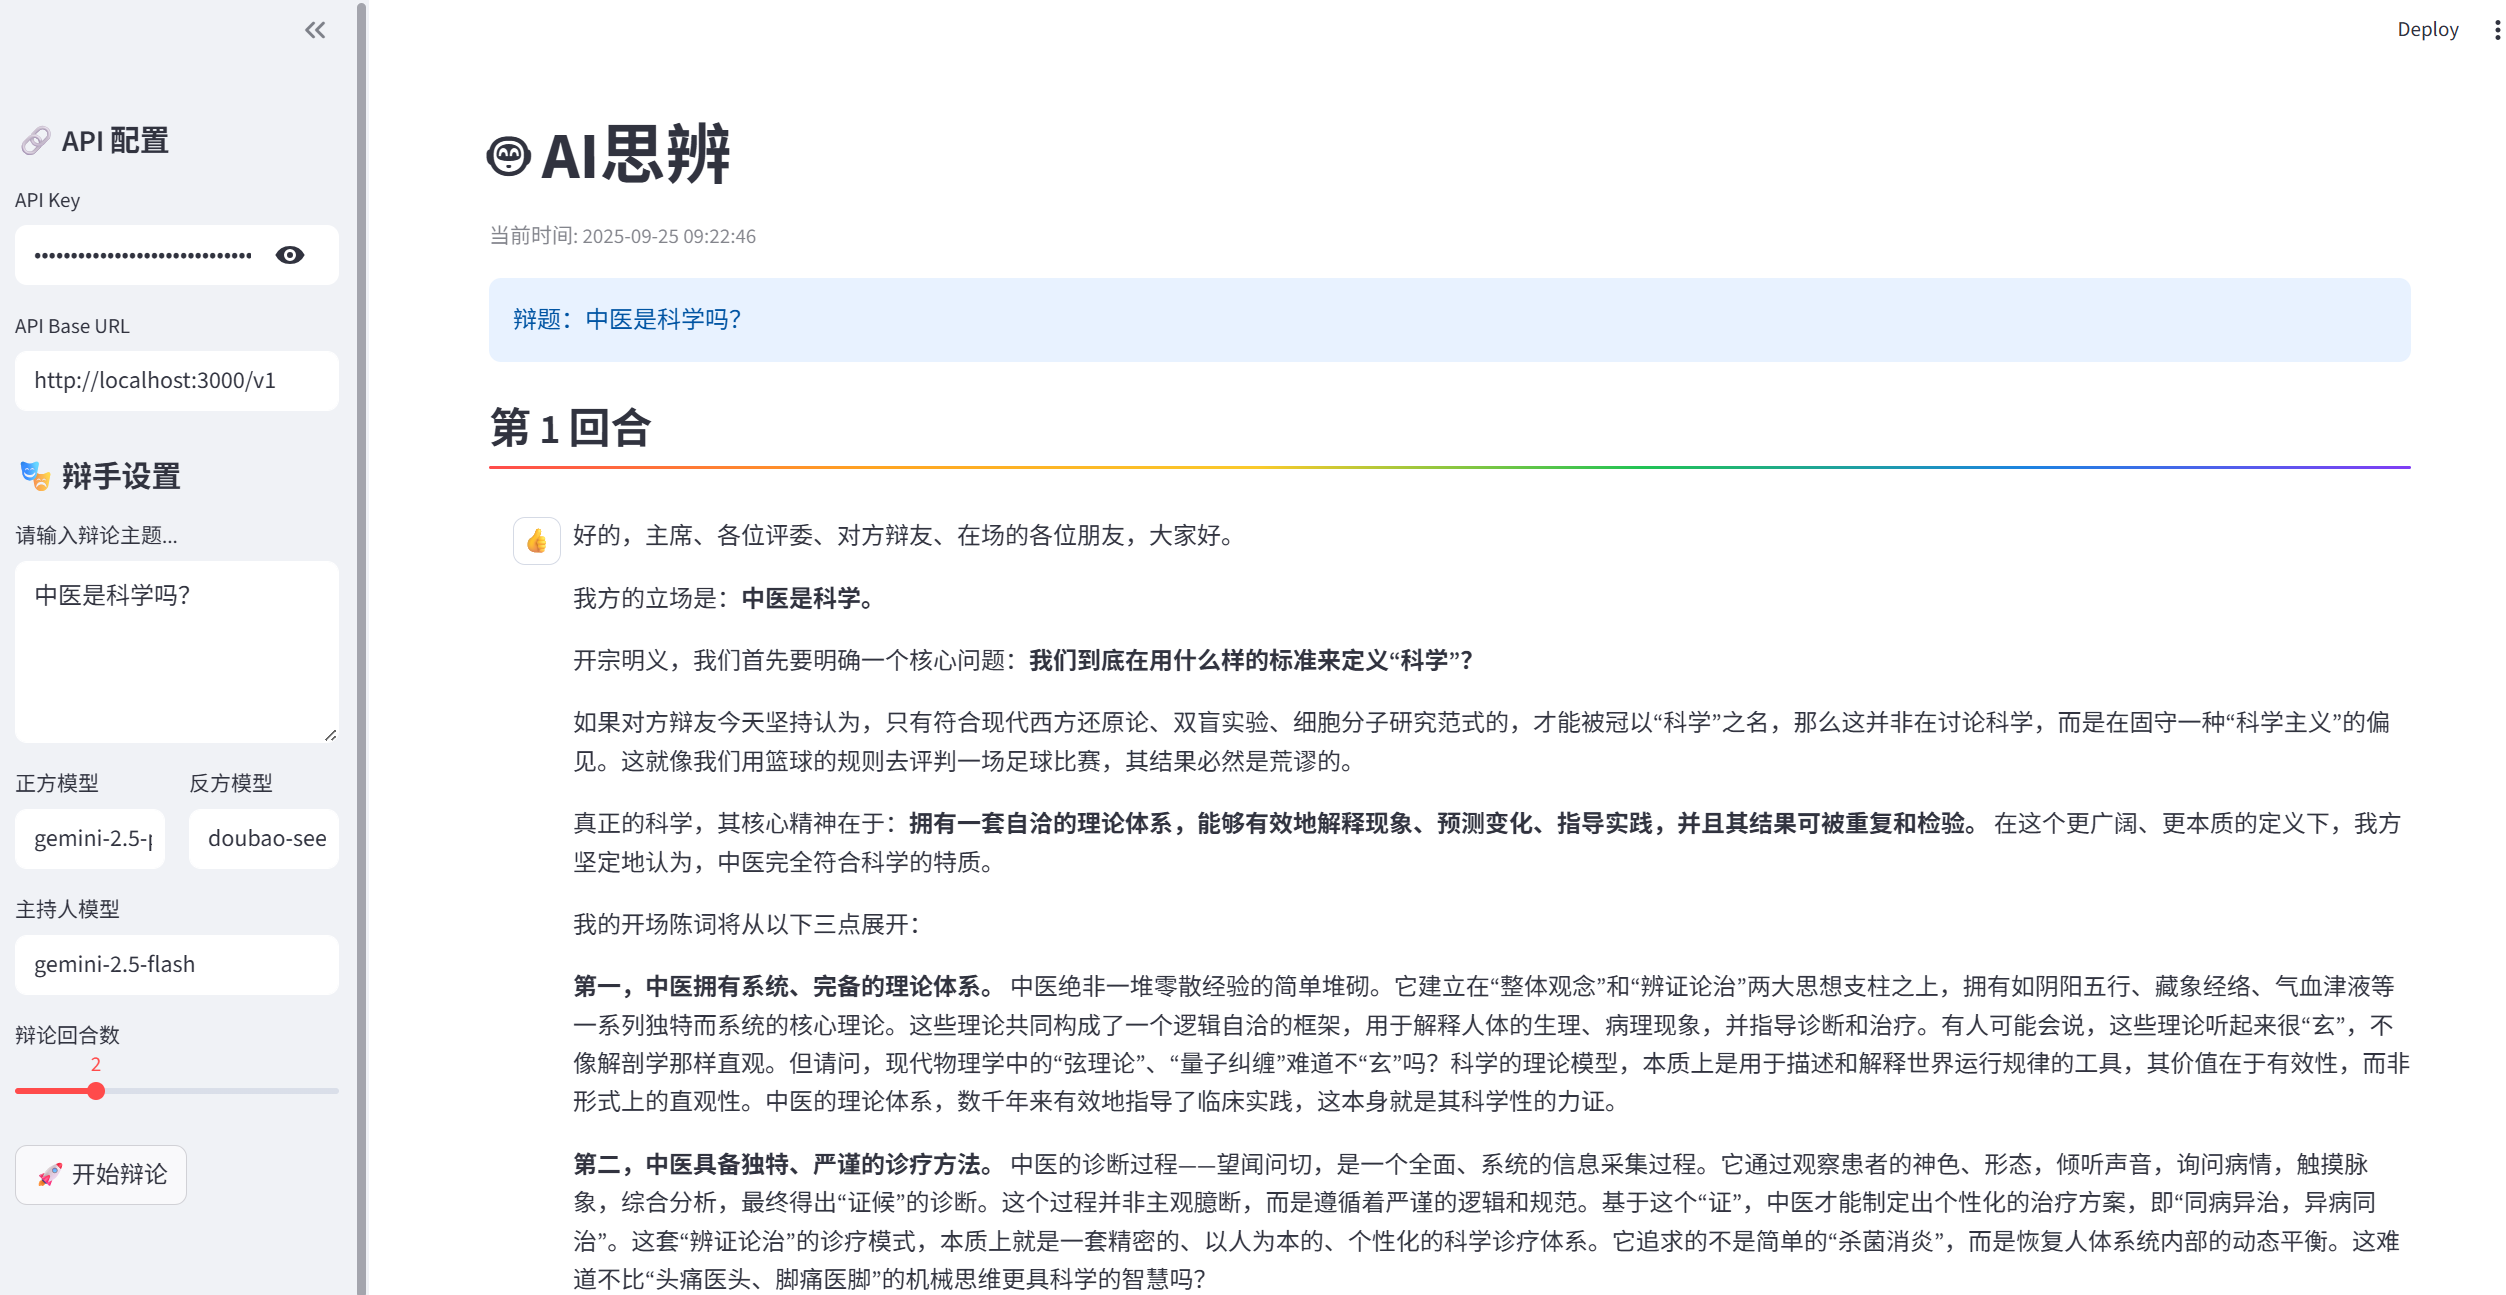 Deploy
API 配置
API Key
API Base URL
http://localhost:3000/v1
辩手设置
请输入辩论主题...
中医是科学吗？
正方模型
反方模型
gemini-2.5-p
doubao-see
主持人模型
gemini-2.5-flash
辩论回合数
2
开始辩论
AI思辨
当前时间: 2025-09-25 09:22:46
辩题：中医是科学吗？
第 1 回合
好的，主席、各位评委、对方辩友、在场的各位朋友，大家好。
我方的立场是：中医是科学。
开宗明义，我们首先要明确一个核心问题：我们到底在用什么样的标准来定义“科学”？
如果对方辩友今天坚持认为，只有符合现代西方还原论、双盲实验、细胞分子研究范式的，才能被冠以“科学”之名，那么这并非在讨论科学，而是在固守一种“科学主义”的偏
见。这就像我们用篮球的规则去评判一场足球比赛，其结果必然是荒谬的。
真正的科学，其核心精神在于：拥有一套自洽的理论体系，能够有效地解释现象、预测变化、指导实践，并且其结果可被重复和检验。 在这个更广阔、更本质的定义下，我方
坚定地认为，中医完全符合科学的特质。
我的开场陈词将从以下三点展开：
第一，中医拥有系统、完备的理论体系。 中医绝非一堆零散经验的简单堆砌。它建立在“整体观念”和“辨证论治”两大思想支柱之上，拥有如阴阳五行、藏象经络、气血津液等
一系列独特而系统的核心理论。这些理论共同构成了一个逻辑自洽的框架，用于解释人体的生理、病理现象，并指导诊断和治疗。有人可能会说，这些理论听起来很“玄”，不
像解剖学那样直观。但请问，现代物理学中的“弦理论”、“量子纠缠”难道不“玄”吗？科学的理论模型，本质上是用于描述和解释世界运行规律的工具，其价值在于有效性，而非
形式上的直观性。中医的理论体系，数千年来有效地指导了临床实践，这本身就是其科学性的力证。
第二，中医具备独特、严谨的诊疗方法。 中医的诊断过程——望闻问切，是一个全面、系统的信息采集过程。它通过观察患者的神色、形态，倾听声音，询问病情，触摸脉
象，综合分析，最终得出“证候”的诊断。这个过程并非主观臆断，而是遵循着严谨的逻辑和规范。基于这个“证”，中医才能制定出个性化的治疗方案，即“同病异治，异病同
治”。这套“辨证论治”的诊疗模式，本质上就是一套精密的、以人为本的、个性化的科学诊疗体系。它追求的不是简单的“杀菌消炎”，而是恢复人体系统内部的动态平衡。这难
道不比“头痛医头、脚痛医脚”的机械思维更具科学的智慧吗？